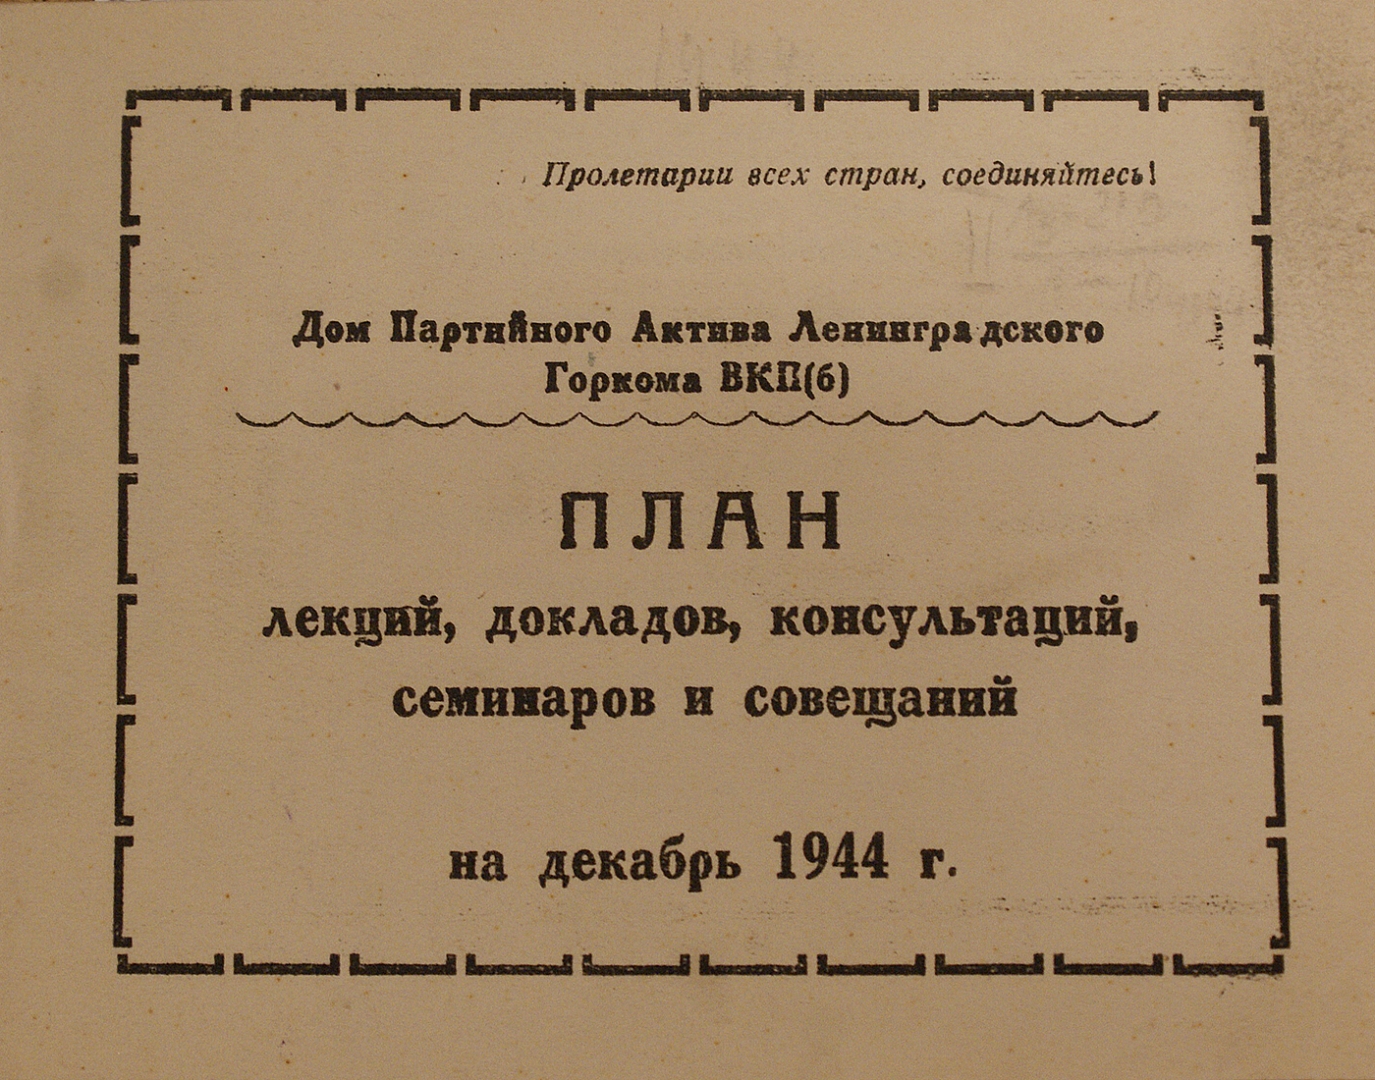 Пролетарии всех стран, соединяйтесь!
Дом Партийного Актива Ленинградского
Горкома ВКП(б)
ПЛАН
лекций, докладов, консультаций,
семинаров и совещаний
на декабрь 1944 г.